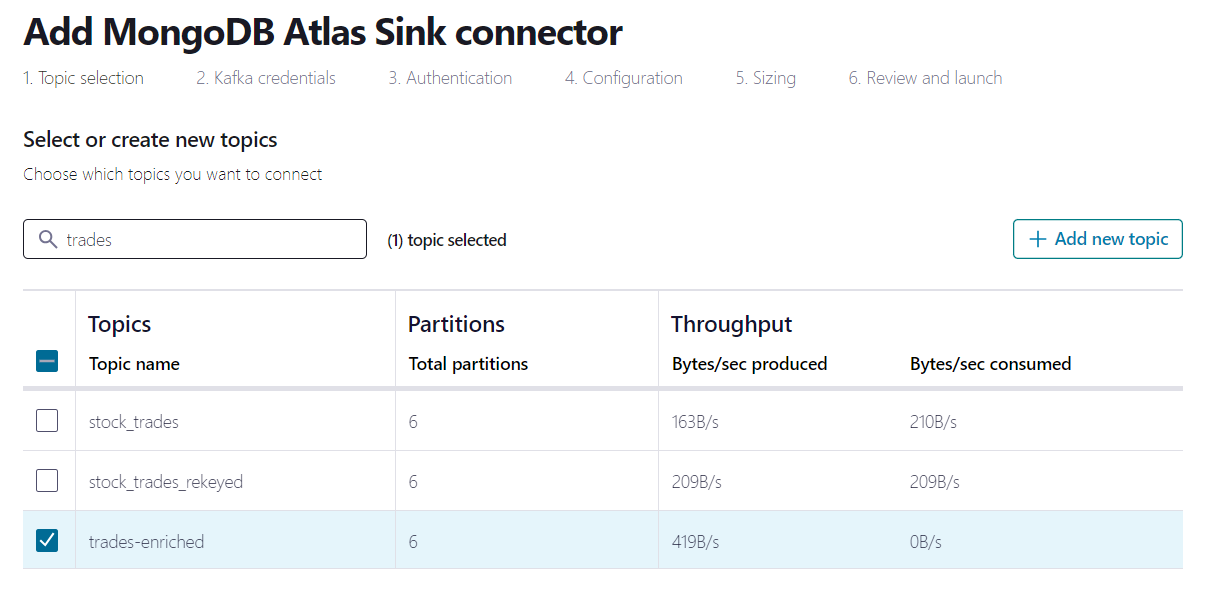 Add MongoDB Atlas Sink connector
1. Topic selection 2. Kafka credentials 3. Authentication 4. Configuration 5. Sizing 6. Review and launch
Select or create new topics
Choose which topics you want to connect
trades (1) topic selected + Add new topic
Topics Partitions Throughput
Topic name Total partitions Bytes/sec produced Bytes/sec consumed
stock_trades 6 163B/s 210B/s
stock_trades_rekeyed 6 209B/s 209B/s
trades-enriched 6 419B/s 0B/s